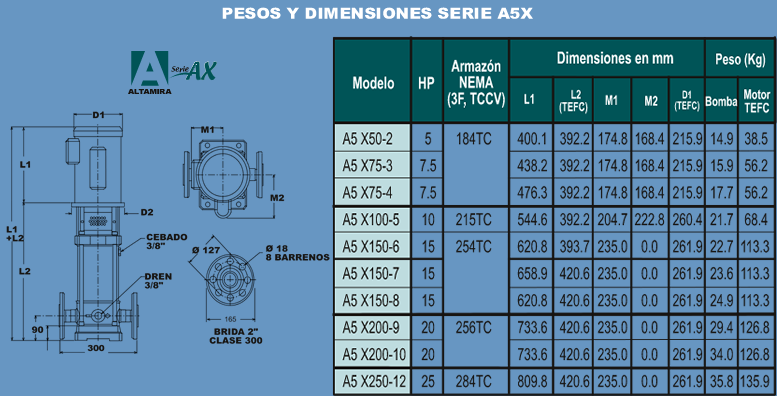 PESOS Y DIMENSIONES SERIE A5X
ALTAMIRA
Serie AX
D1
L1
L1
+L2
L2
D2
CEBADO
3/8"
DREN
3/8"
90
300
M1
M2
Ø 127
Ø 18
8 BARRENOS
165
BRIDA 2"
CLASE 300
Modelo HP Armazón NEMA (3F, TCCV) Dimensiones en mm Peso (Kg)
L1 L2 (TEFC) M1 M2 D1 (TEFC) Bomba Motor TEFC
A5 X50-2 5 184TC 400.1 392.2 174.8 168.4 215.9 14.9 38.5
A5 X75-3 7.5 438.2 392.2 174.8 168.4 215.9 15.9 56.2
A5 X75-4 7.5 476.3 392.2 174.8 168.4 215.9 17.7 56.2
A5 X100-5 10 215TC 544.6 392.2 204.7 222.8 260.4 21.7 68.4
A5 X150-6 15 254TC 620.8 393.7 235.0 0.0 261.9 22.7 113.3
A5 X150-7 15 658.9 420.6 235.0 0.0 261.9 23.6 113.3
A5 X150-8 15 620.8 420.6 235.0 0.0 261.9 24.9 113.3
A5 X200-9 20 256TC 733.6 420.6 235.0 0.0 261.9 29.4 126.8
A5 X200-10 20 733.6 420.6 235.0 0.0 261.9 34.0 126.8
A5 X250-12 25 284TC 809.8 420.6 235.0 0.0 261.9 35.8 135.9